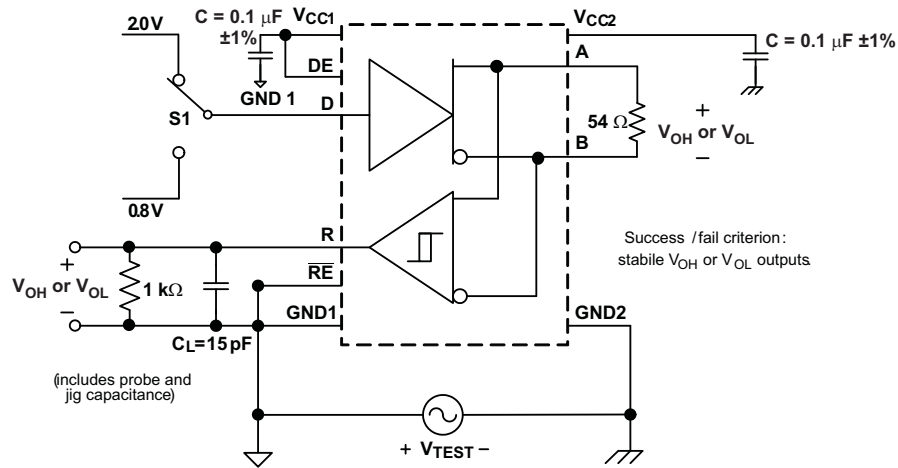 C = 0.1 μF
±1%
VCC1
VCC2
2.0V
DE
GND 1
D
S1
A
C = 0.1 μF ±1%
54 Ω
+
VOH or VOL
−
B
0.8V
R
Success / fail criterion:
stabile VOH or VOL outputs.
+
VOH or VOL
−
1 kΩ
RE
GND1
GND2
CL=15 pF
(includes probe and
jig capacitance)
+ VTEST −